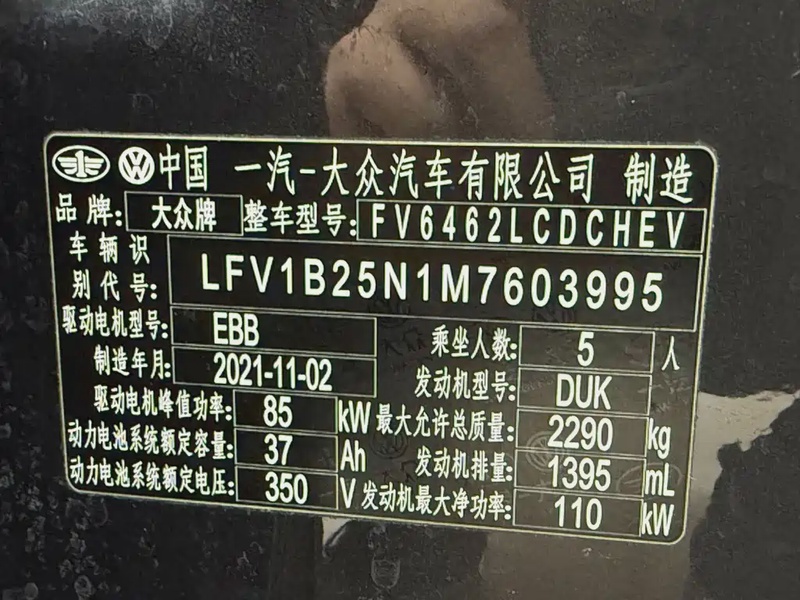 中国 一汽-大众汽车有限公司 制造
品牌: 大众牌 整车型号: FV6462LCDCHEV
车辆识别代号: LFV1B25N1M7603995
驱动电机型号: EBB 乘坐人数: 5 人
制造年月: 2021-11-02 发动机型号: DUK
驱动电机峰值功率: 85 kW 最大允许总质量: 2290 kg
动力电池系统额定容量: 37 Ah 发动机排量: 1395 mL
动力电池系统额定电压: 350 V 发动机最大净功率: 110 kW